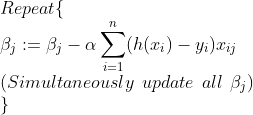 Repeat{
β_j := β_j − α ∑_{i=1}^{n} (h(x_i) − y_i)x_{ij}
(Simultaneously update all β_j)
}